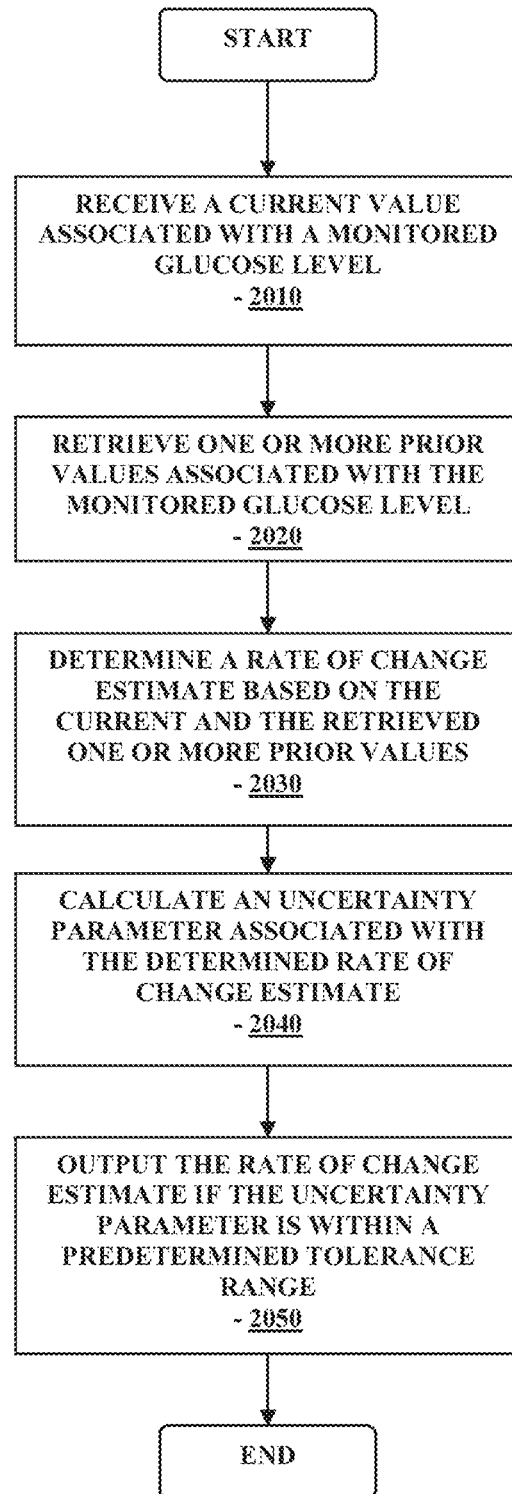 START
RECEIVE A CURRENT VALUE
ASSOCIATED WITH A MONITORED
GLUCOSE LEVEL
- 2010
RETRIEVE ONE OR MORE PRIOR
VALUES ASSOCIATED WITH THE
MONITORED GLUCOSE LEVEL
- 2020
DETERMINE A RATE OF CHANGE
ESTIMATE BASED ON THE
CURRENT AND THE RETRIEVED
ONE OR MORE PRIOR VALUES
- 2030
CALCULATE AN UNCERTAINTY
PARAMETER ASSOCIATED WITH
THE DETERMINED RATE OF
CHANGE ESTIMATE
- 2040
OUTPUT THE RATE OF CHANGE
ESTIMATE IF THE UNCERTAINTY
PARAMETER IS WITHIN A
PREDETERMINED TOLERANCE
RANGE
- 2050
END